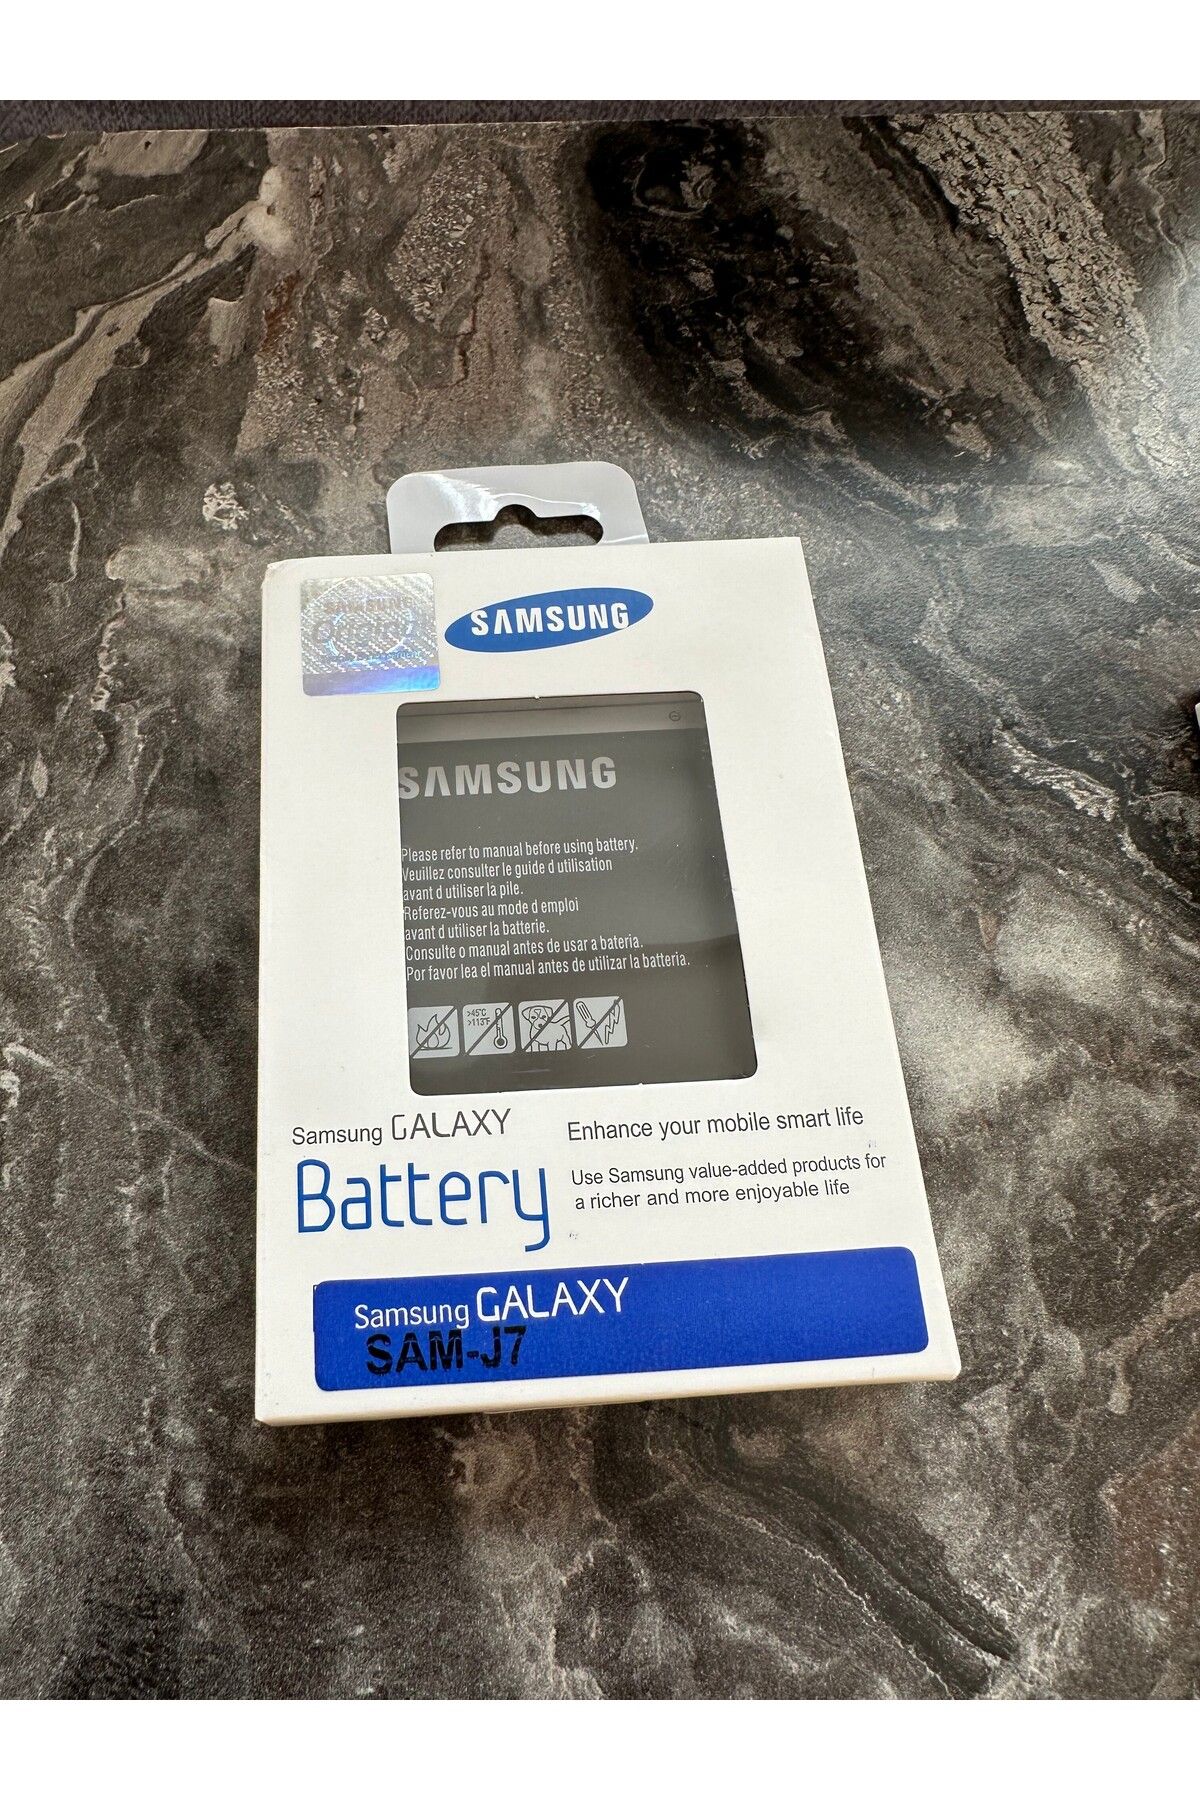 SAMSUNG
SAMSUNG
SAMSUNG
Please refer to manual before using battery.
Veuillez consulter le guide d utilisation
avant d utiliser la pile.
Referez-vous au mode d emploi
avant d utiliser la batterie.
Consulte o manual antes de usar a bateria.
Por favor lea el manual antes de utilizar la batteria.
>45°C
>113°F
Samsung GALAXY
Battery
Enhance your mobile smart life
Use Samsung value-added products for
a richer and more enjoyable life
Samsung GALAXY
SAM-J7